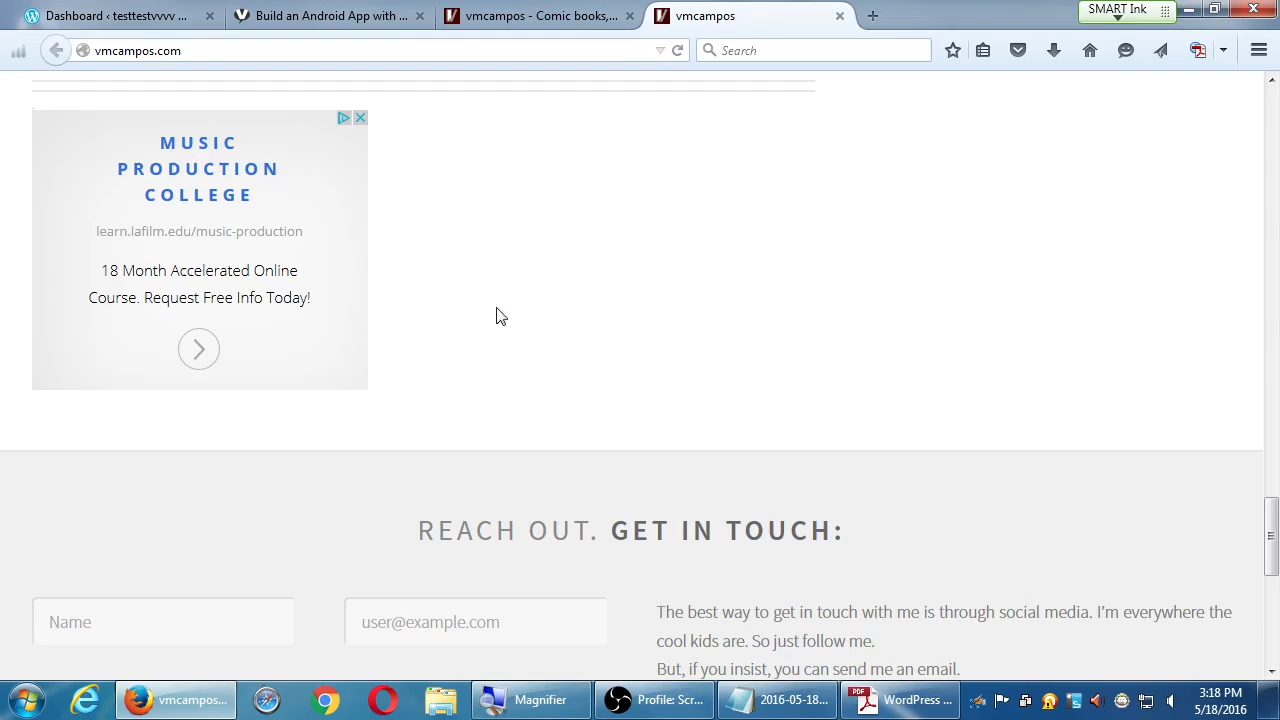 Dashboard ‹ testtestvvvv ...
Build an Android App with ...
vmcampos - Comic books,...
vmcampos
SMART Ink
vmcampos.com
Search
MUSIC
PRODUCTION
COLLEGE
learn.lafilm.edu/music-production
18 Month Accelerated Online
Course. Request Free Info Today!
REACH OUT. GET IN TOUCH:
Name
user@example.com
The best way to get in touch with me is through social media. I'm everywhere the
cool kids are. So just follow me.
But, if you insist, you can send me an email.
vmcampos...
Magnifier
Profile: Scr...
2016-05-18...
PDF
WordPress ...
3:18 PM
5/18/2016